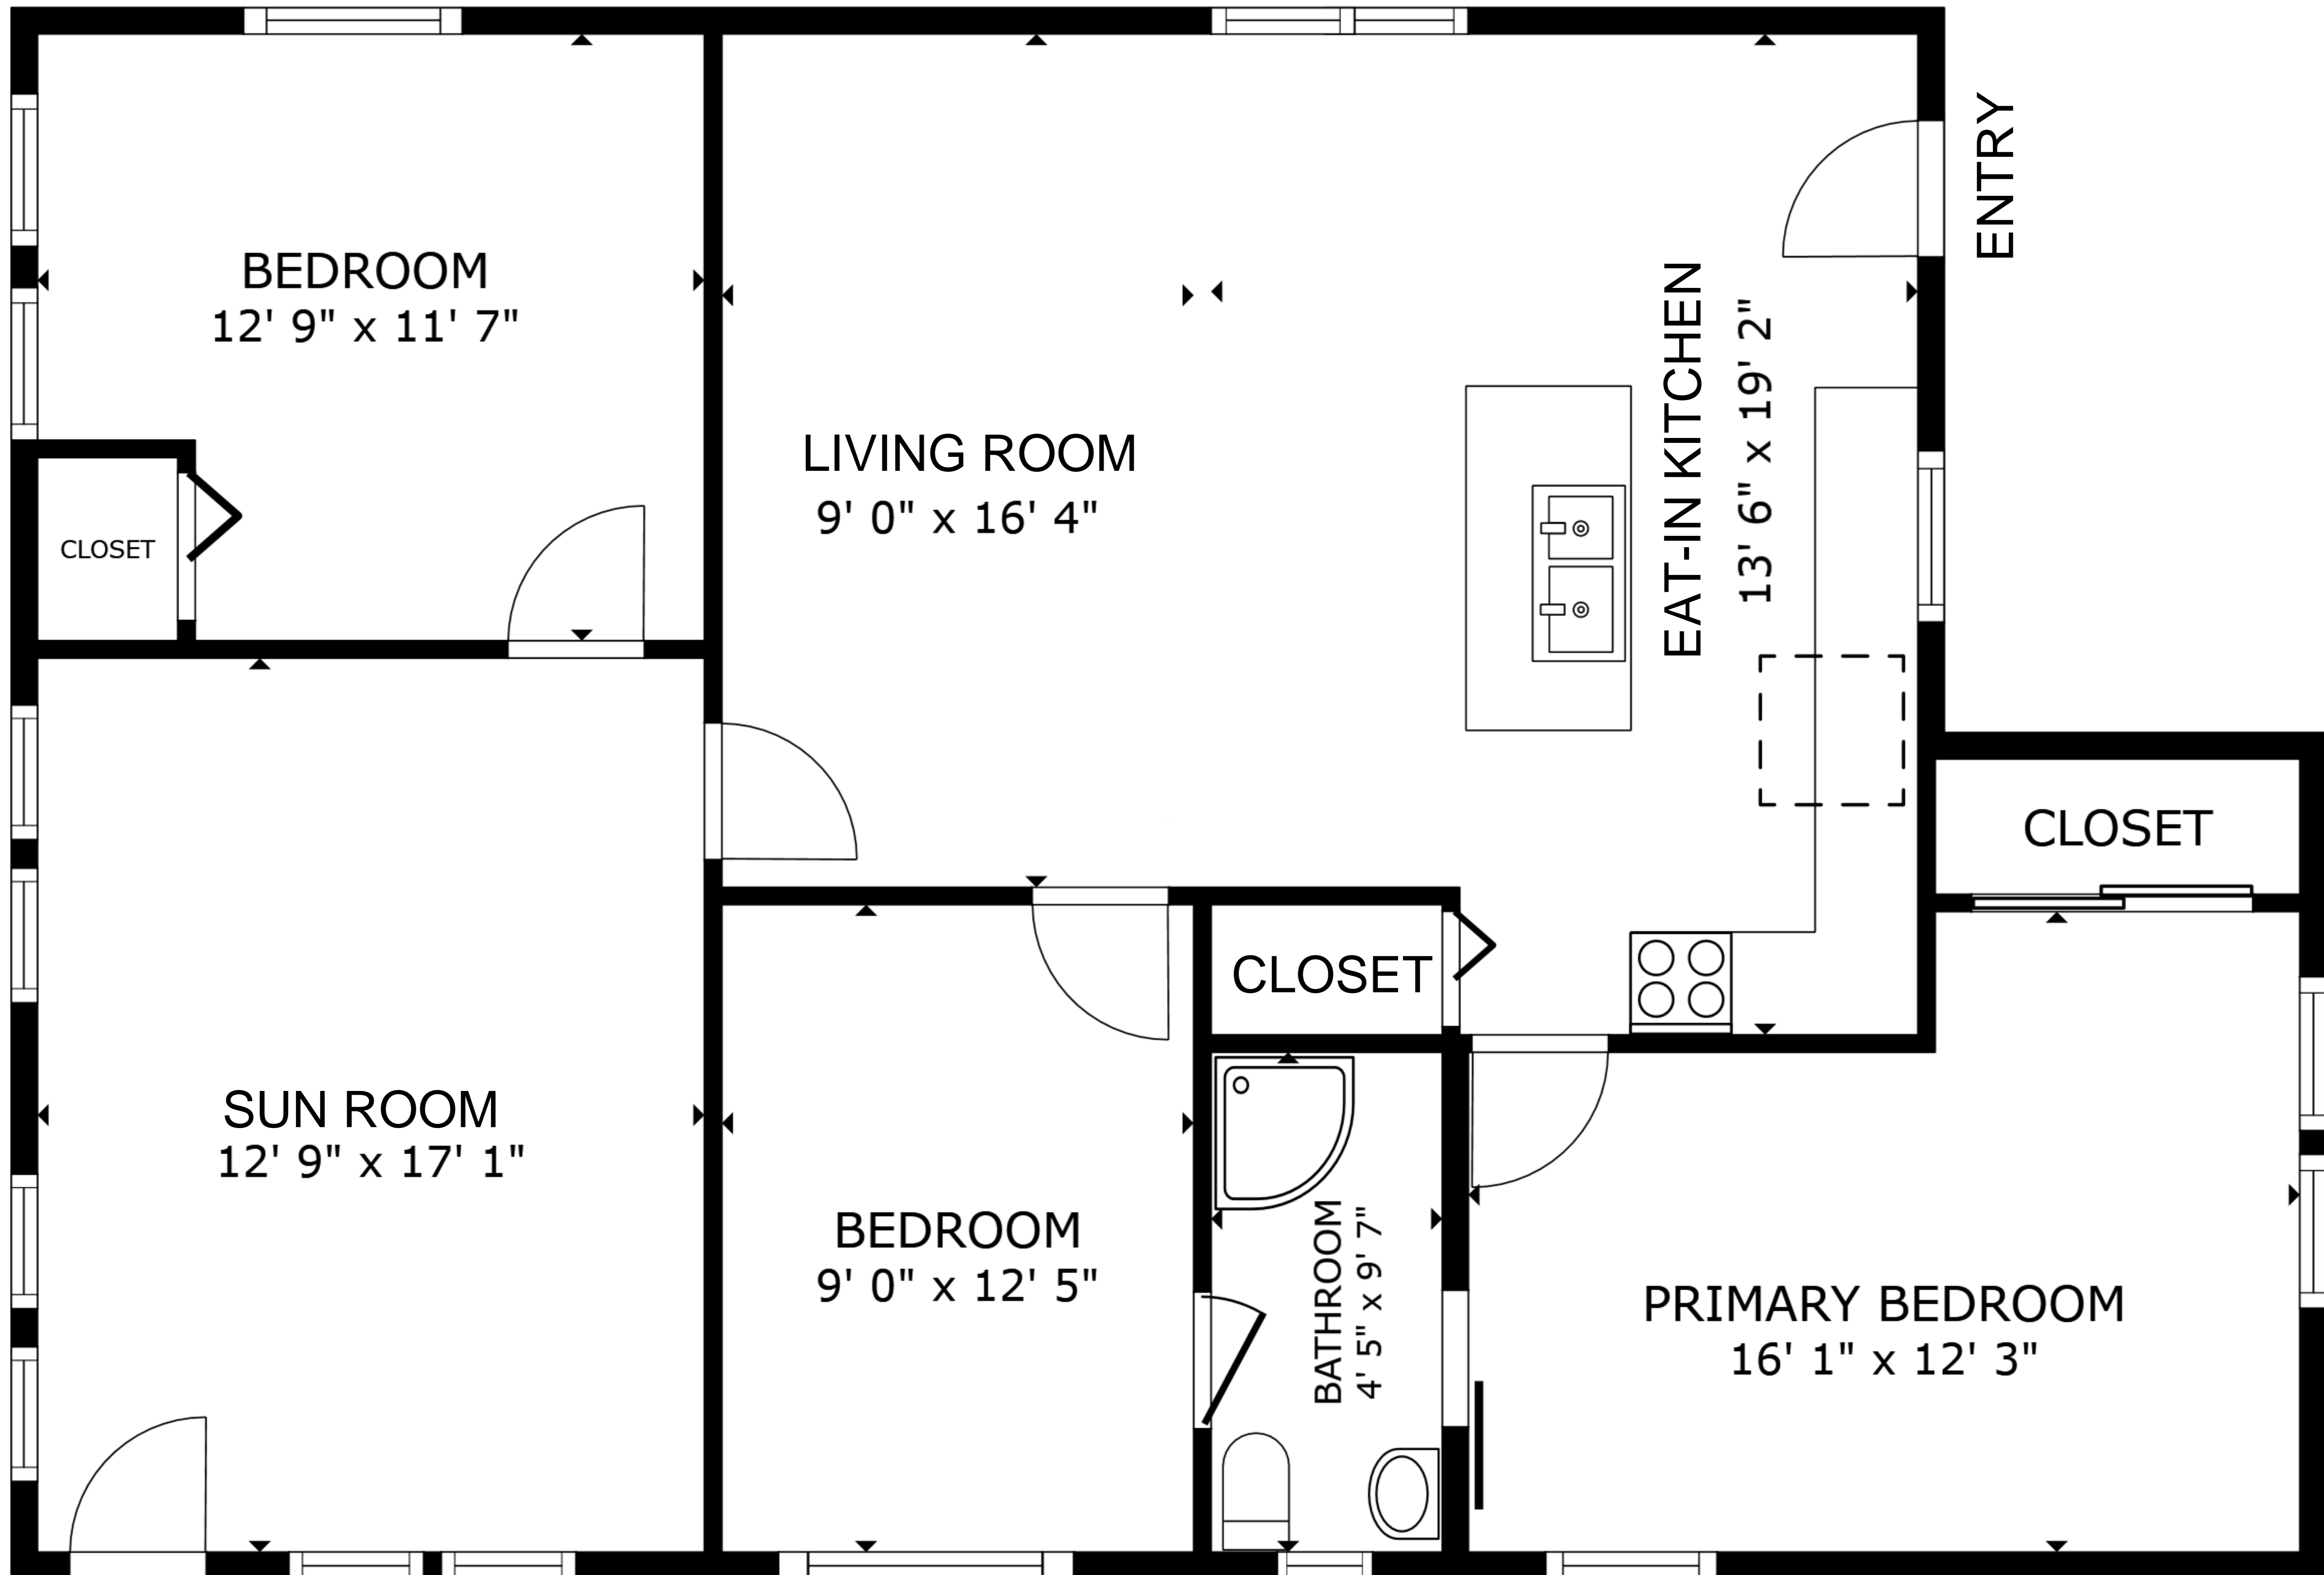 BEDROOM
12' 9" x 11' 7"
CLOSET
LIVING ROOM
9' 0" x 16' 4"
EAT-IN KITCHEN
13' 6" x 19' 2"
ENTRY
CLOSET
CLOSET
SUN ROOM
12' 9" x 17' 1"
BEDROOM
9' 0" x 12' 5"
BATHROOM
4' 5" x 9' 7"
PRIMARY BEDROOM
16' 1" x 12' 3"